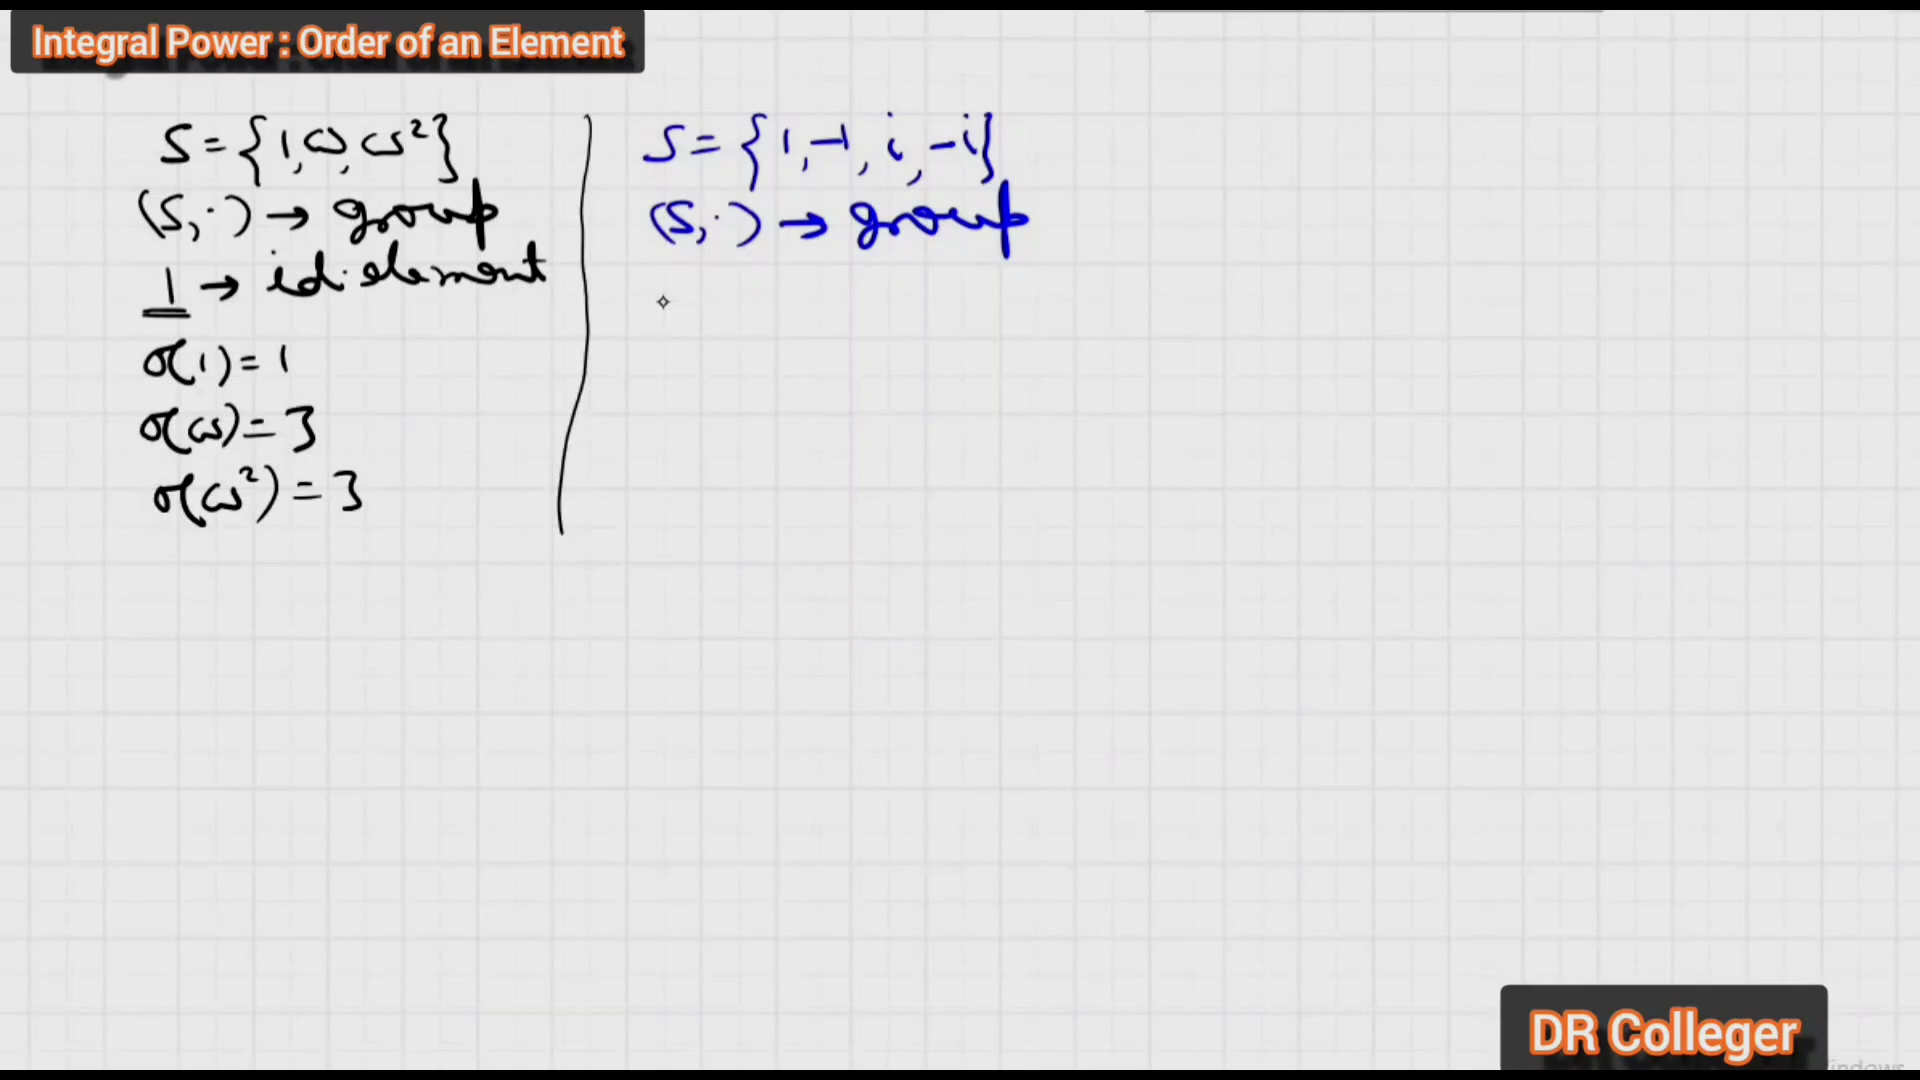 Integral Power : Order of an Element
S = {1, ω, ω²}
(S, ·) → group
1 → id. element
o(1) = 1
o(ω) = 3
o(ω²) = 3
S = {1, -1, i, -i}
(S, ·) → group
DR Colleger